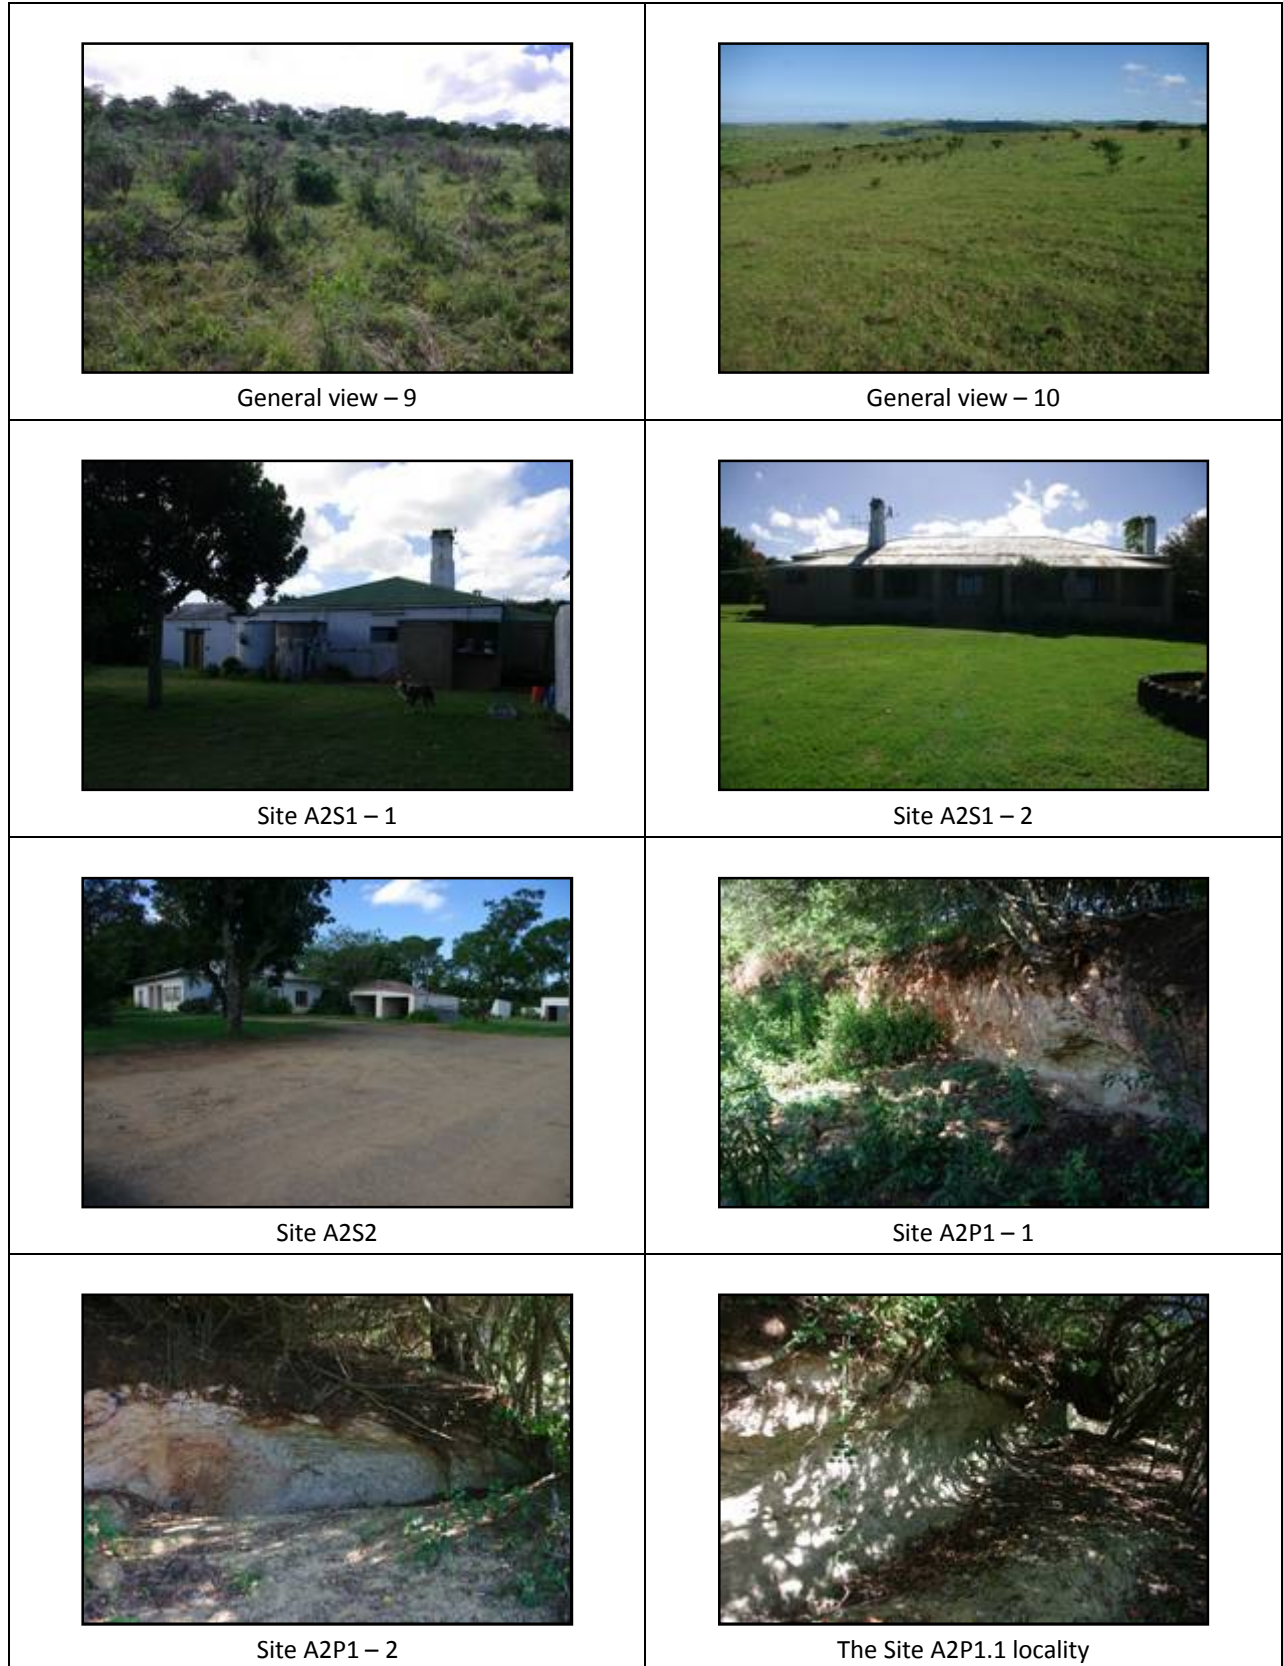 General view – 9
General view – 10
Site A2S1 – 1
Site A2S1 – 2
Site A2S2
Site A2P1 – 1
Site A2P1 – 2
The Site A2P1.1 locality